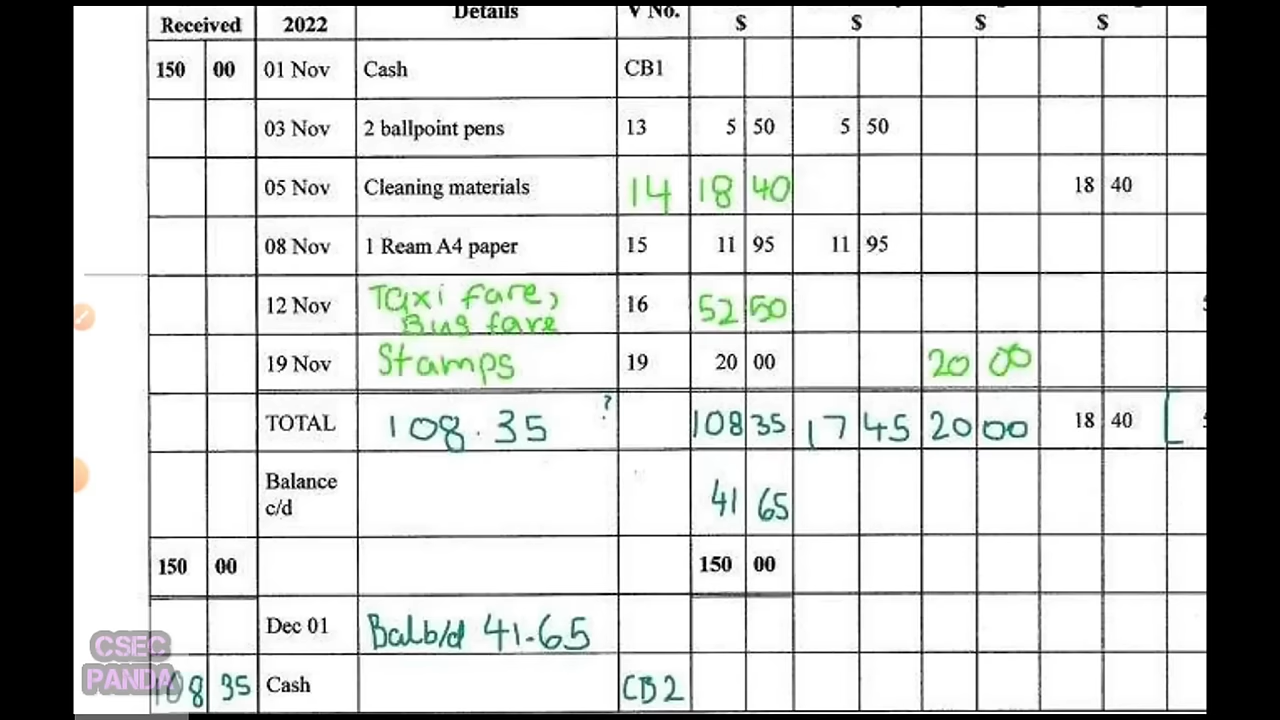 Details V No.
Received 2022 $ $ $ $
150 00 01 Nov Cash CB1
03 Nov 2 ballpoint pens 13 5 50 5 50
05 Nov Cleaning materials 14 18 40 18 40
08 Nov 1 Ream A4 paper 15 11 95 11 95
12 Nov Taxi fare, 16 52 50
Bus fare
19 Nov Stamps 19 20 00 20 00
TOTAL 108.35 ? 108 35 17 45 20 00 18 40
Balance
c/d 41 65
150 00 150 00
Dec 01 Bal b/d 41.65
108 35 Cash CB2
CSEC
PANDA